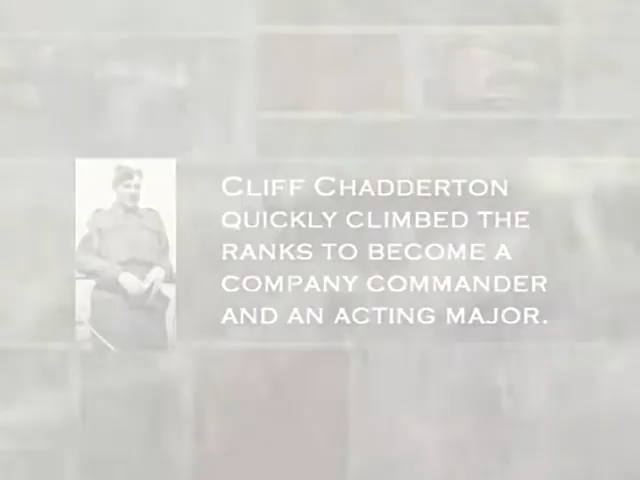 CLIFF CHADDERTON
QUICKLY CLIMBED THE
RANKS TO BECOME A
COMPANY COMMANDER
AND AN ACTING MAJOR.